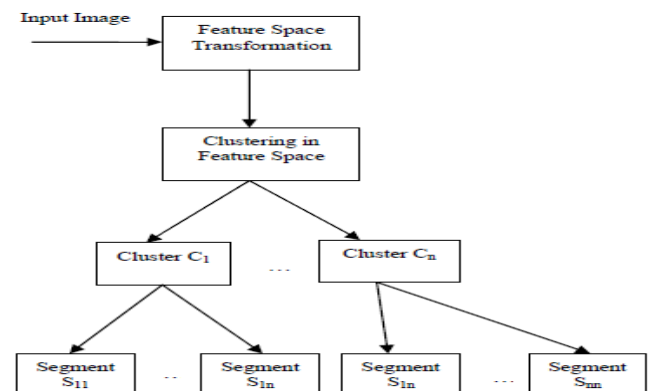 Input Image
Feature Space
Transformation
Clustering in
Feature Space
Cluster C₁
...
Cluster Cₙ
Segment
S₁₁
..
Segment
S₁ₙ
Segment
S₁ₙ
...
Segment
Sₙₙ